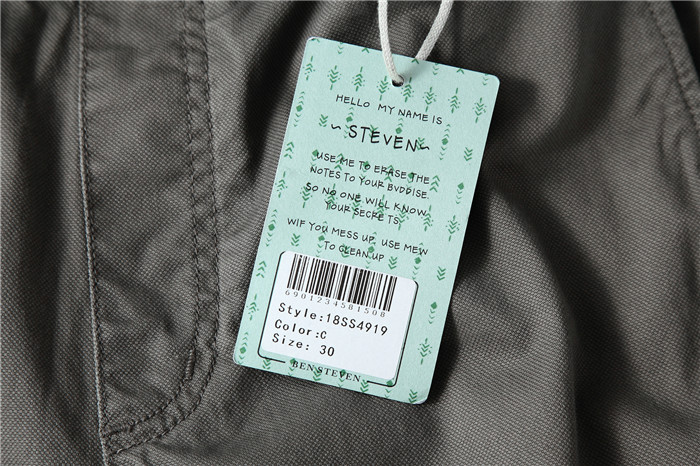 HELLO MY NAME IS
~STEVEN~
USE ME TO ERASE THE
NOTES TO YOUR BVDDISE.
SO NO ONE WILL KNOW
YOUR SECRETS.
WIF YOU MESS UP, USE MEW
TO CLEAN UP
6901234581508
Style:18SS4919
Color:C
Size: 30
BEN STEVEN